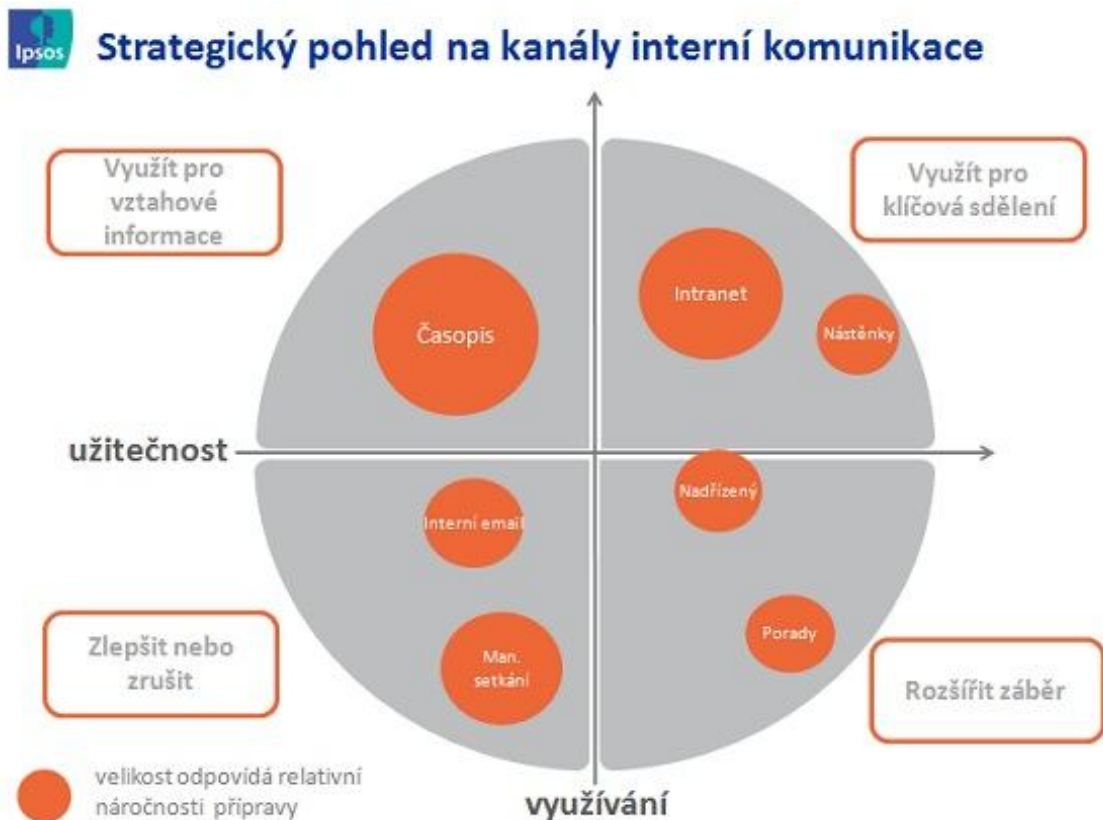 Ipsos
Strategický pohled na kanály interní komunikace
Využít pro
vztahové
informace
Využít pro
klíčová sdělení
Intranet
Časopis
Nástěnky
užitečnost
Nadřízený
Interní email
Zlepšit nebo
zrušit
Man.
setkání
Porady
Rozšířit záběr
velikost odpovídá relativní
náročnosti přípravy
využívání